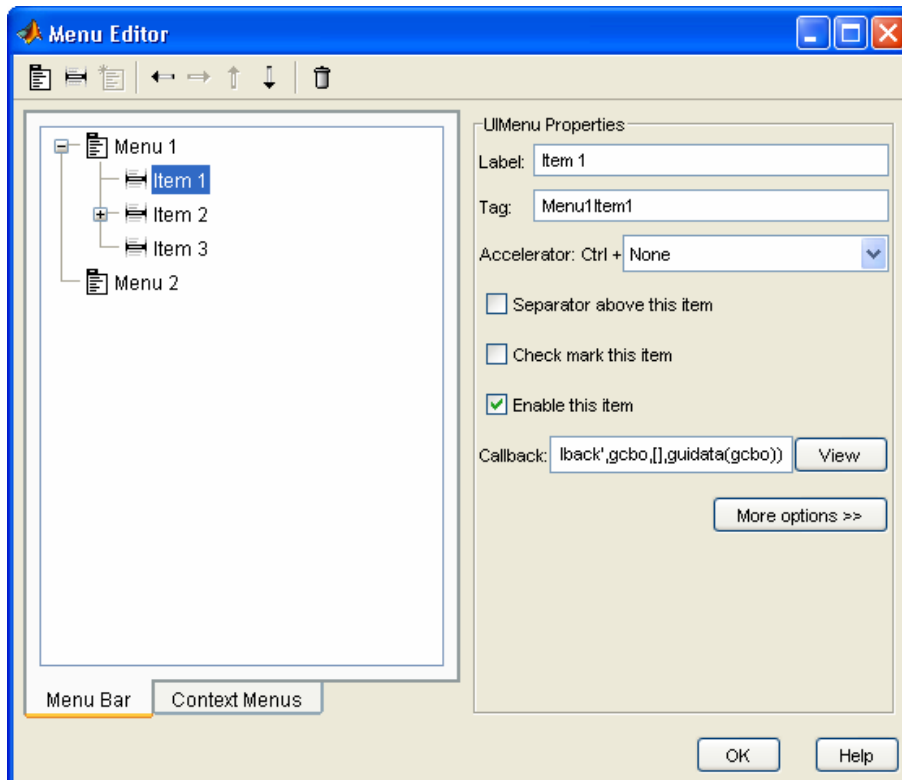 Menu Editor
Menu 1
Item 1
Item 2
Item 3
Menu 2
Menu Bar
Context Menus
UIMenu Properties
Label: Item 1
Tag: Menu1Item1
Accelerator: Ctrl + None
Separator above this item
Check mark this item
Enable this item
Callback: lback',gcbo,[],guidata(gcbo)) View
More options >>
OK
Help